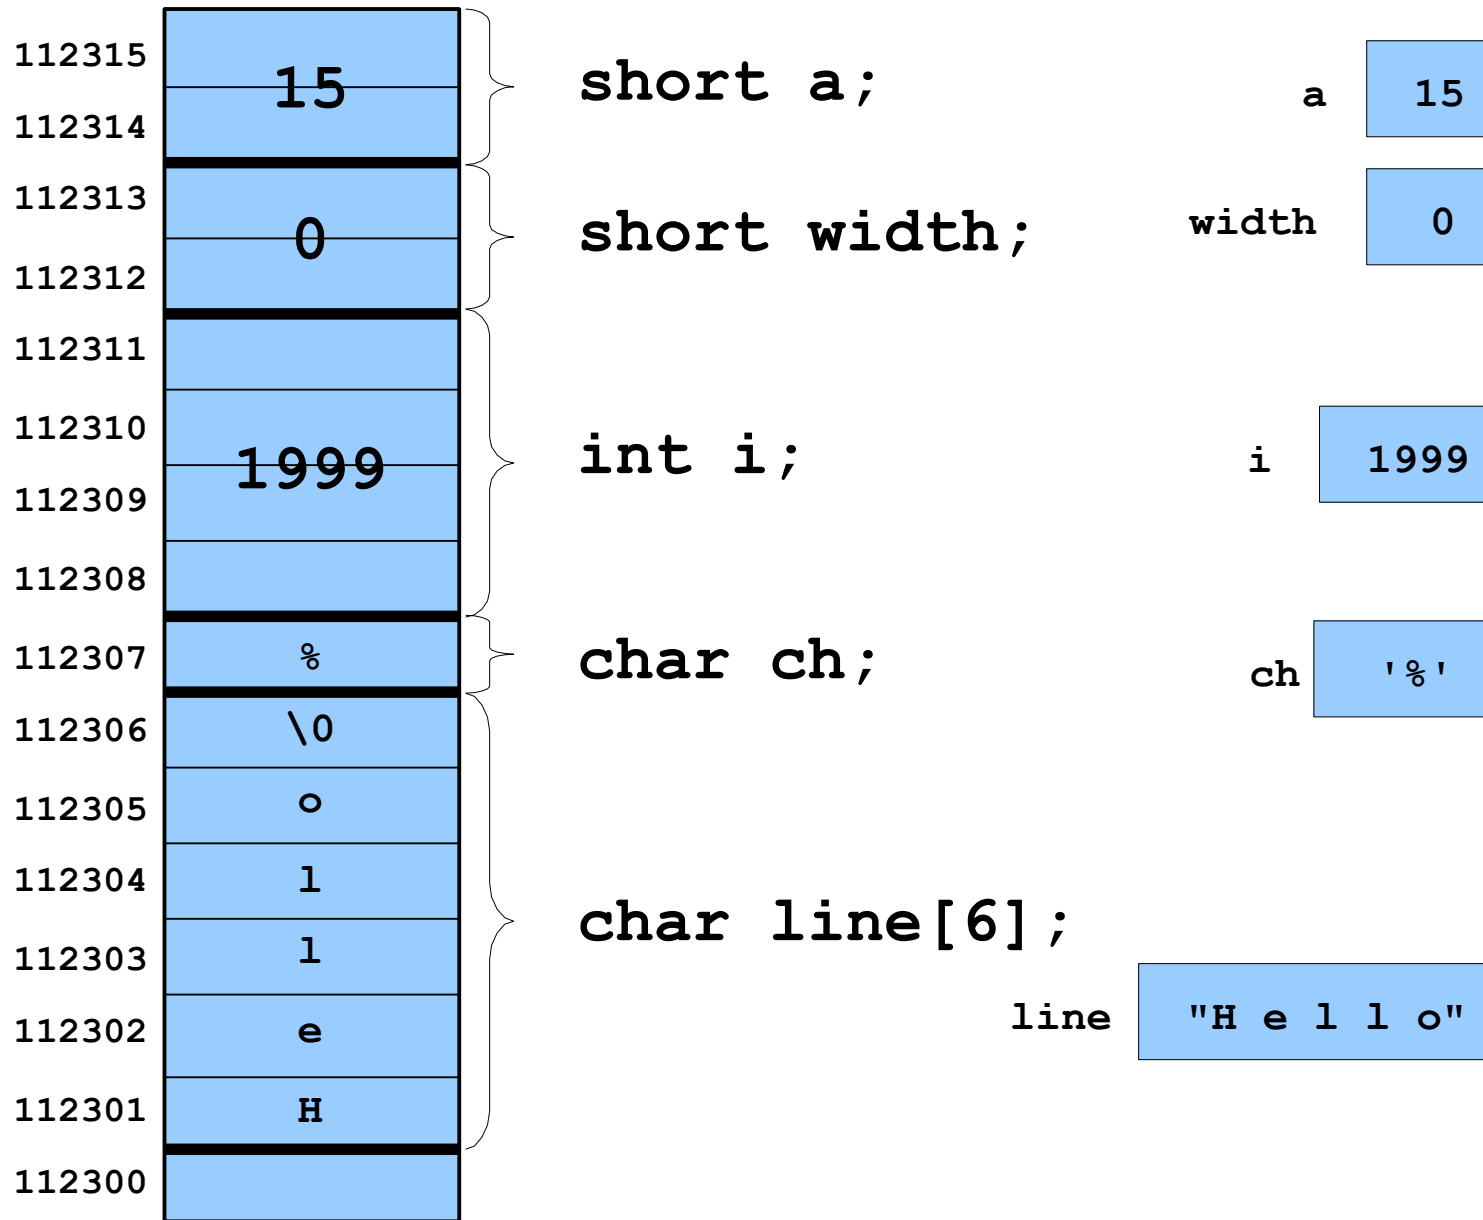 112315
15
short a;
a 15
112314
112313
0
short width;
width 0
112312
112311
112310
1999
int i;
i 1999
112309
112308
112307 %
char ch;
ch '%'
112306 \0
112305 o
112304 l
char line[6];
112303 l
line "H e l l o"
112302 e
112301 H
112300